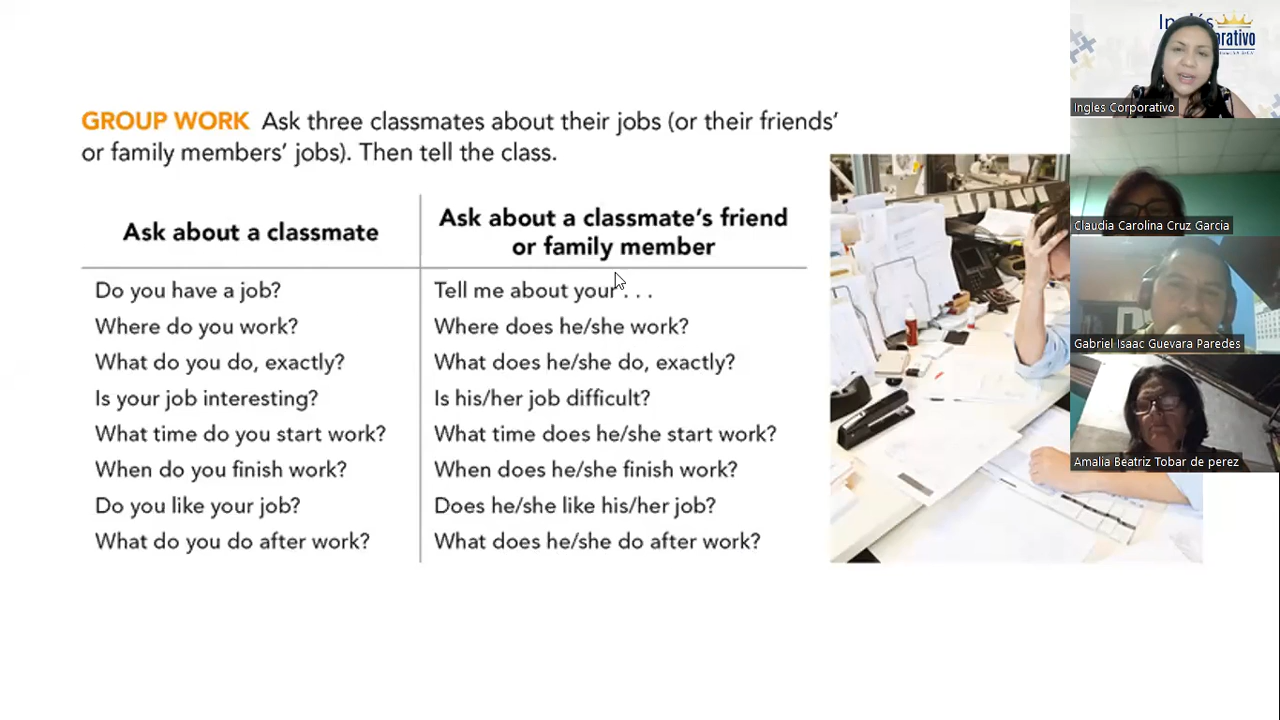 GROUP WORK Ask three classmates about their jobs (or their friends'
or family members' jobs). Then tell the class.
Ask about a classmate
Do you have a job?
Where do you work?
What do you do, exactly?
Is your job interesting?
What time do you start work?
When do you finish work?
Do you like your job?
What do you do after work?
Ask about a classmate's friend
or family member
Tell me about your . . .
Where does he/she work?
What does he/she do, exactly?
Is his/her job difficult?
What time does he/she start work?
When does he/she finish work?
Does he/she like his/her job?
What does he/she do after work?
Ingles Corporativo
Claudia Carolina Cruz Garcia
Gabriel Isaac Guevara Paredes
Amalia Beatriz Tobar de perez